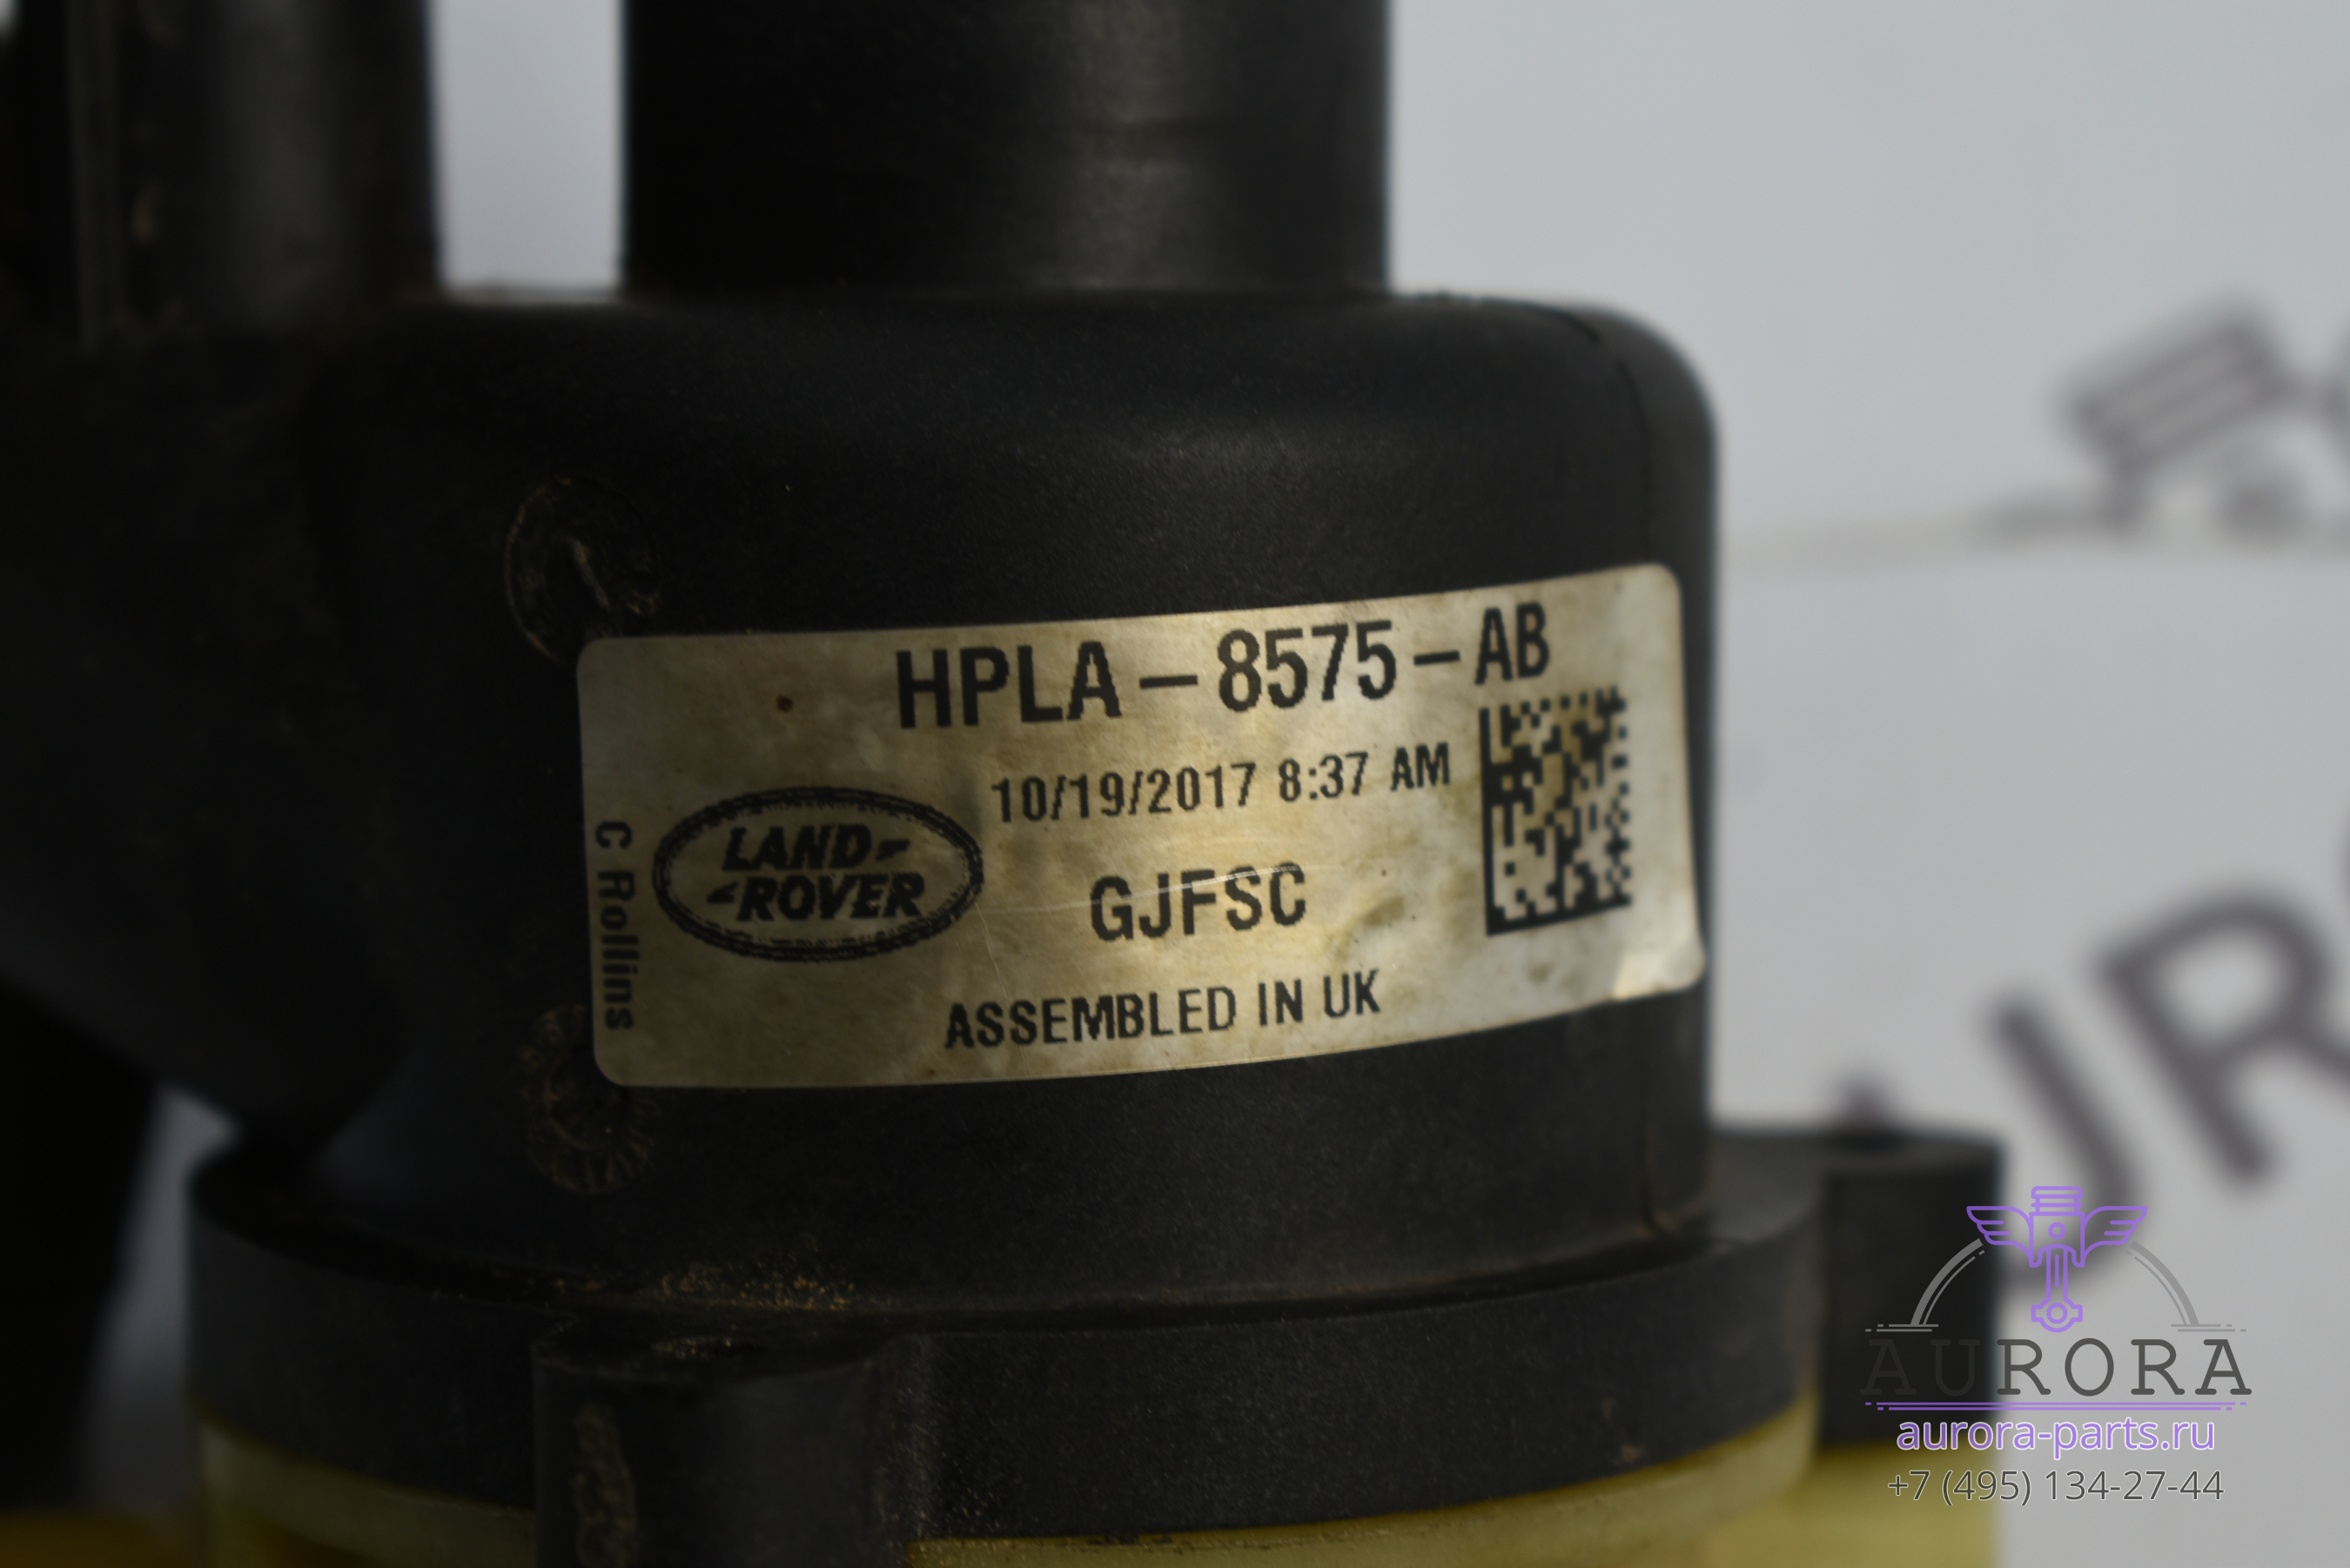 HPLA-8575-AB
10/19/2017 8:37 AM
LAND-
-ROVER
GJFSC
C Rollins
ASSEMBLED IN UK
AURORA
aurora-parts.ru
+7 (495) 134-27-44